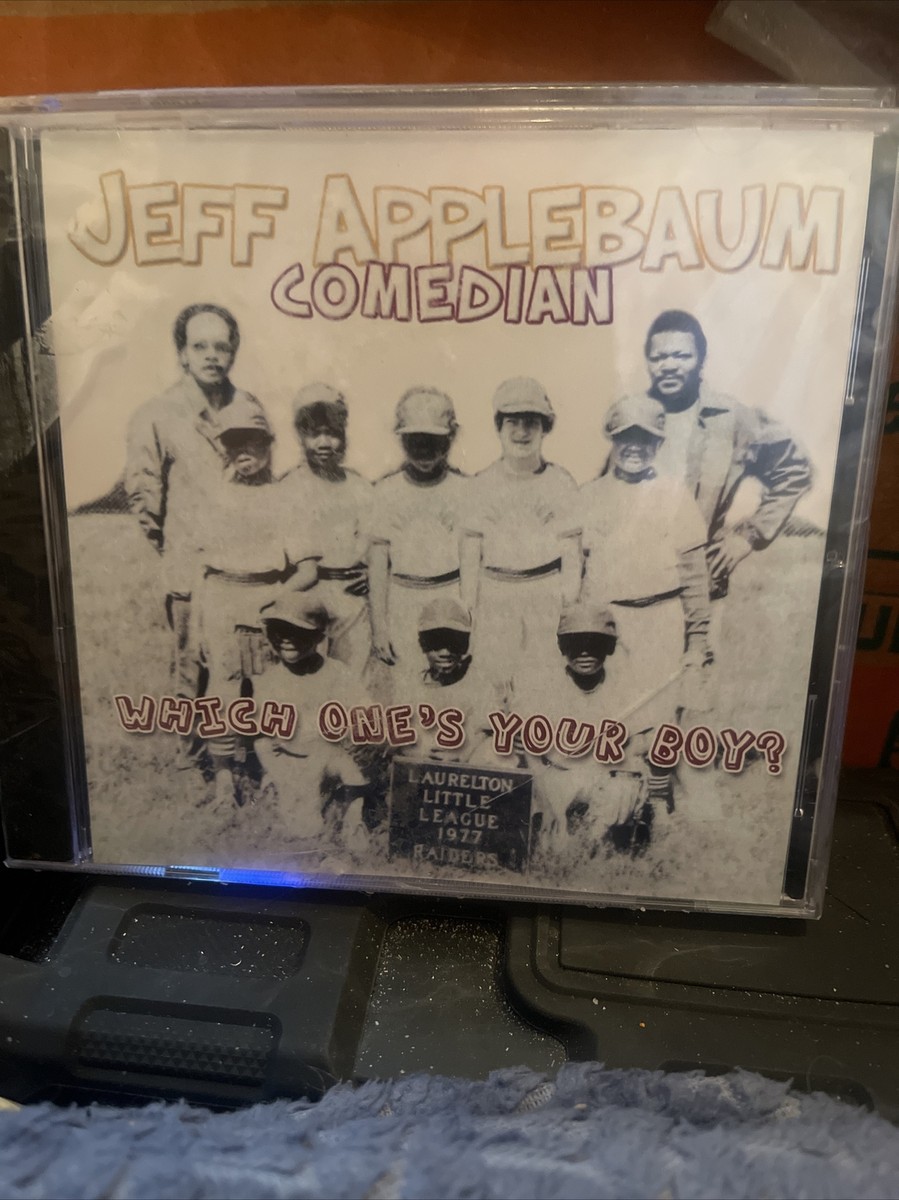 JEFF APPLEBAUM
COMEDIAN
WHICH ONE'S YOUR BOY?
LAURELTON
LITTLE
LEAGUE
1977
RAIDERS